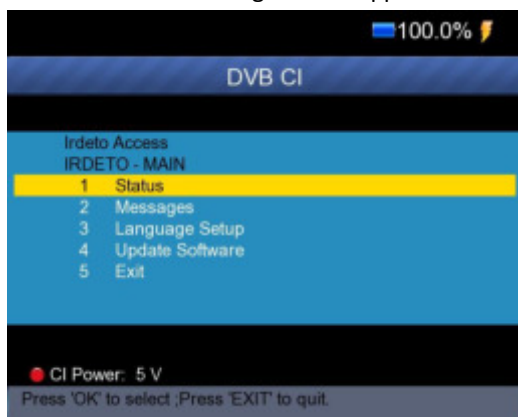 100.0%
DVB CI
Irdeto Access
IRDETO - MAIN
1 Status
2 Messages
3 Language Setup
4 Update Software
5 Exit
CI Power: 5 V
Press 'OK' to select ;Press 'EXIT' to quit.